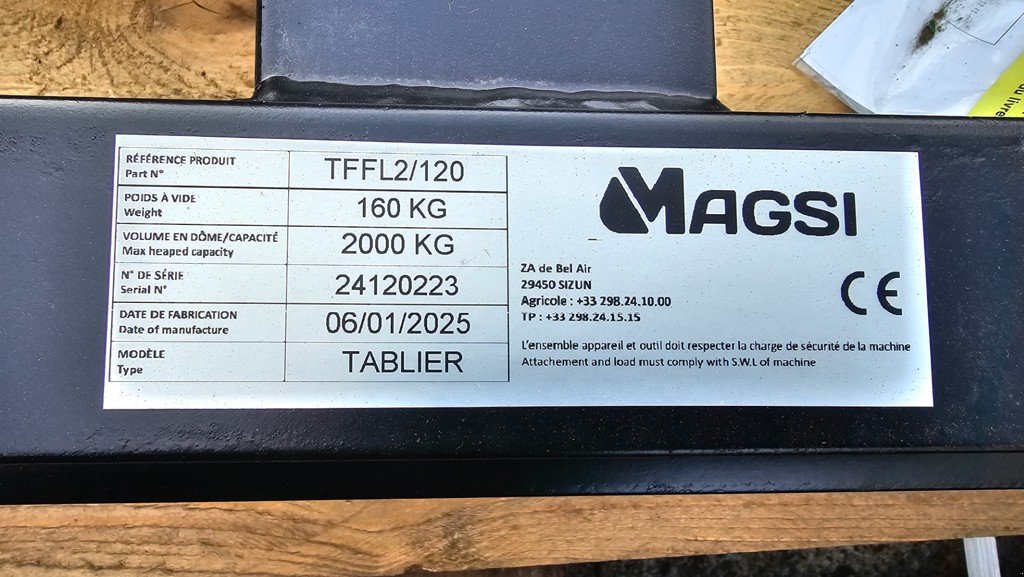 RÉFÉRENCE PRODUIT
Part N°
TFFL2/120
POIDS À VIDE
Weight
160 KG
VOLUME EN DÔME/CAPACITÉ
Max heaped capacity
2000 KG
N° DE SÉRIE
Serial N°
24120223
DATE DE FABRICATION
Date of manufacture
06/01/2025
MODÈLE
Type
TABLIER
MAGSI
ZA de Bel Air
29450 SIZUN
Agricole : +33 298.24.10.00
TP : +33 298.24.15.15
CE
L'ensemble appareil et outil doit respecter la charge de sécurité de la machine
Attachement and load must comply with S.W.L of machine